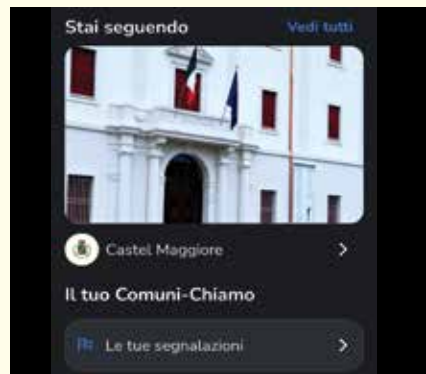 Stai seguendo Vedi tutti
Castel Maggiore
Il tuo Comuni-Chiamo
Le tue segnalazioni